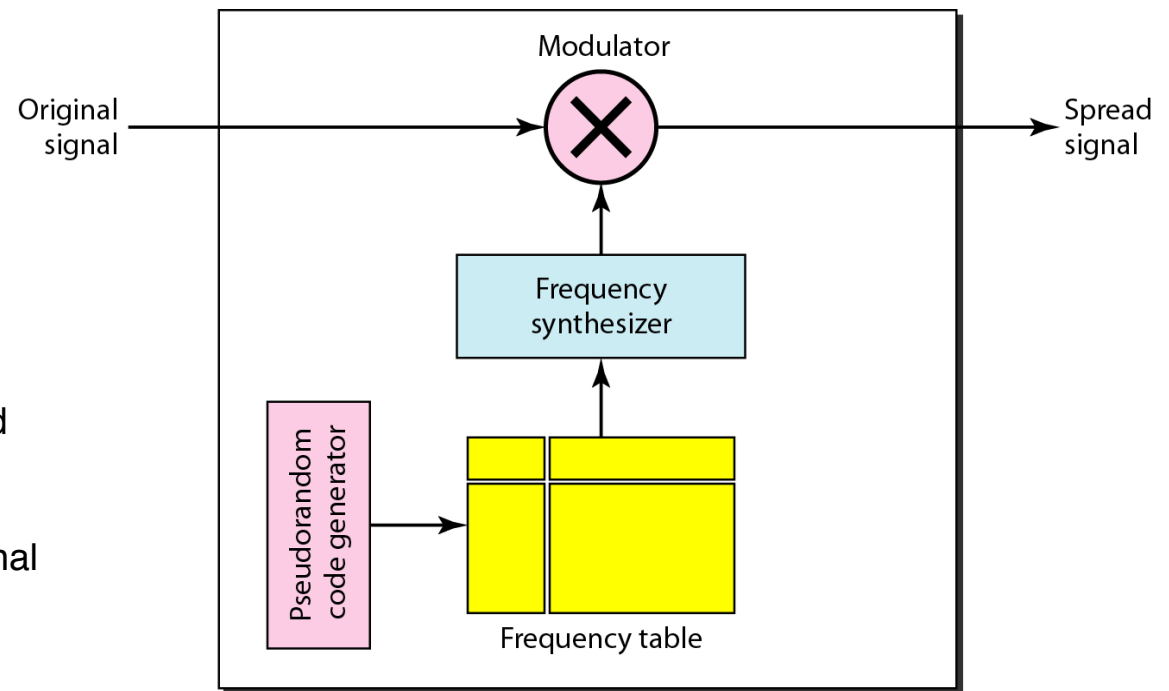 Modulator
Original
signal
Spread
signal
Frequency
synthesizer
Pseudorandom
code generator
Frequency table